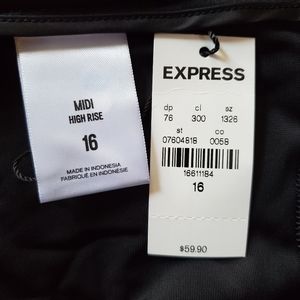 MIDI
HIGH RISE
16
MADE IN INDONESIA
FABRIQUÉ EN INDONÉSIE
EXPRESS
dp cl sz
76 300 1326
st co
07604818 0058
16611184
16
$59.90